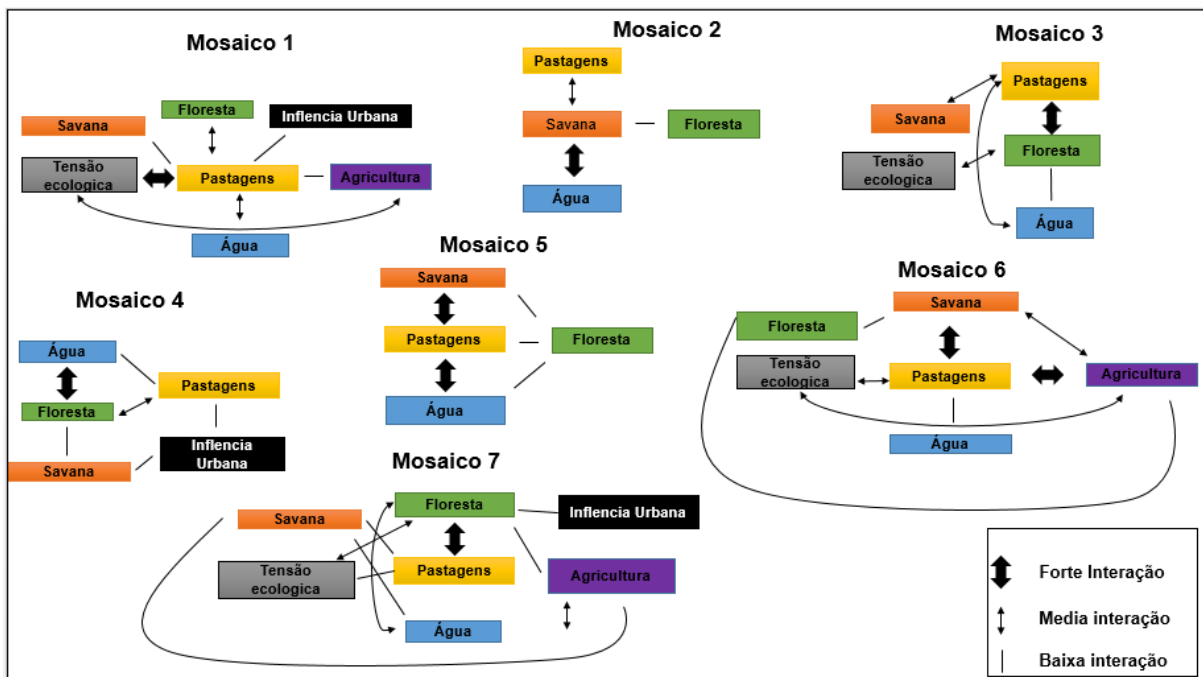 Mosaico 1
Floresta
Inflencia Urbana
Savana
Tensão
ecologica
Pastagens
Agricultura
Água
Mosaico 2
Pastagens
Savana
Floresta
Água
Mosaico 3
Pastagens
Savana
Floresta
Tensão
ecologica
Água
Mosaico 4
Água
Pastagens
Floresta
Savana
Inflencia
Urbana
Mosaico 5
Savana
Pastagens
Floresta
Água
Mosaico 6
Savana
Floresta
Tensão
ecologica
Pastagens
Agricultura
Água
Mosaico 7
Floresta
Inflencia Urbana
Savana
Tensão
ecologica
Pastagens
Agricultura
Água
Forte Interação
Media interação
Baixa interação